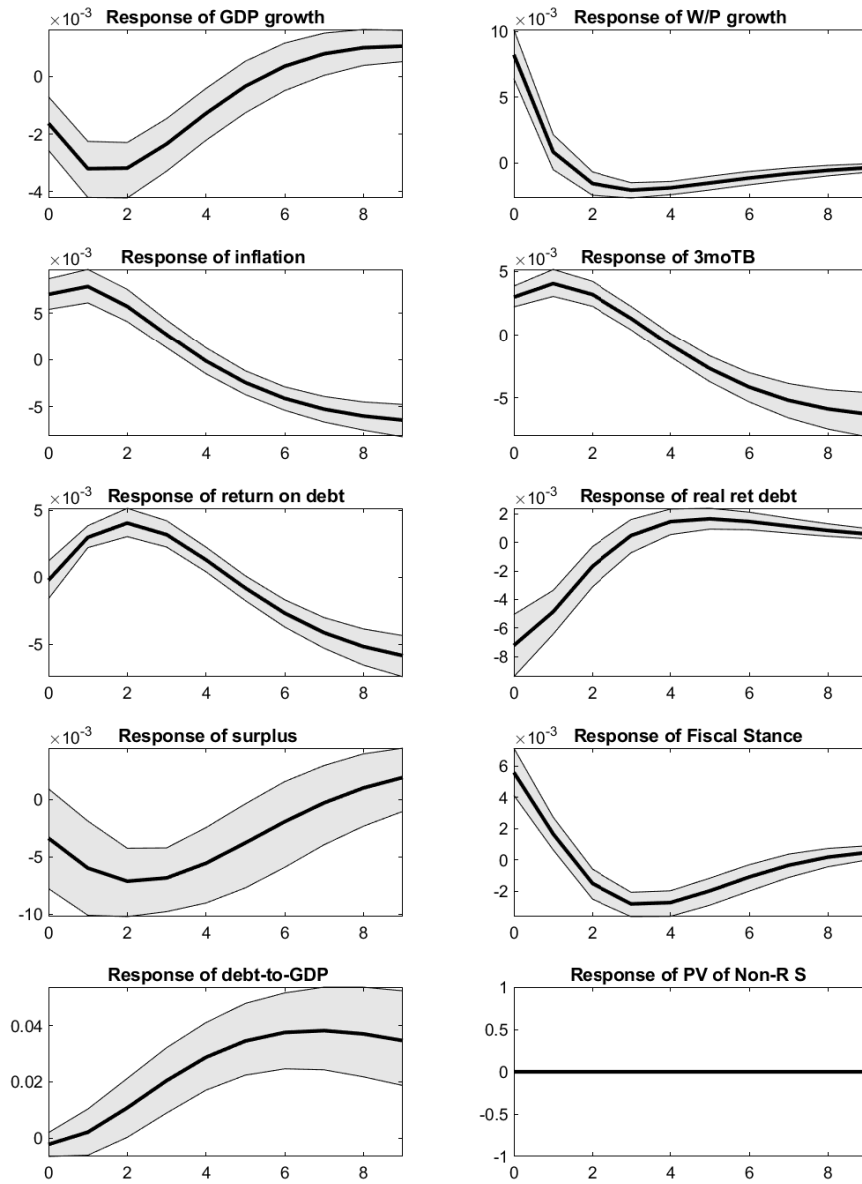 Response of GDP growth
×10⁻³
0
-2
-4
0 2 4 6 8
Response of W/P growth
×10⁻³
10
5
0
0 2 4 6 8
Response of inflation
×10⁻³
5
0
-5
0 2 4 6 8
Response of 3moTB
×10⁻³
5
0
-5
0 2 4 6 8
Response of return on debt
×10⁻³
5
0
-5
0 2 4 6 8
Response of real ret debt
×10⁻³
2
0
-2
-4
-6
-8
0 2 4 6 8
Response of surplus
×10⁻³
0
-5
-10
0 2 4 6 8
Response of Fiscal Stance
×10⁻³
6
4
2
0
-2
0 2 4 6 8
Response of debt-to-GDP
0.04
0.02
0
0 2 4 6 8
Response of PV of Non-R S
1
0.5
0
-0.5
-1
0 2 4 6 8